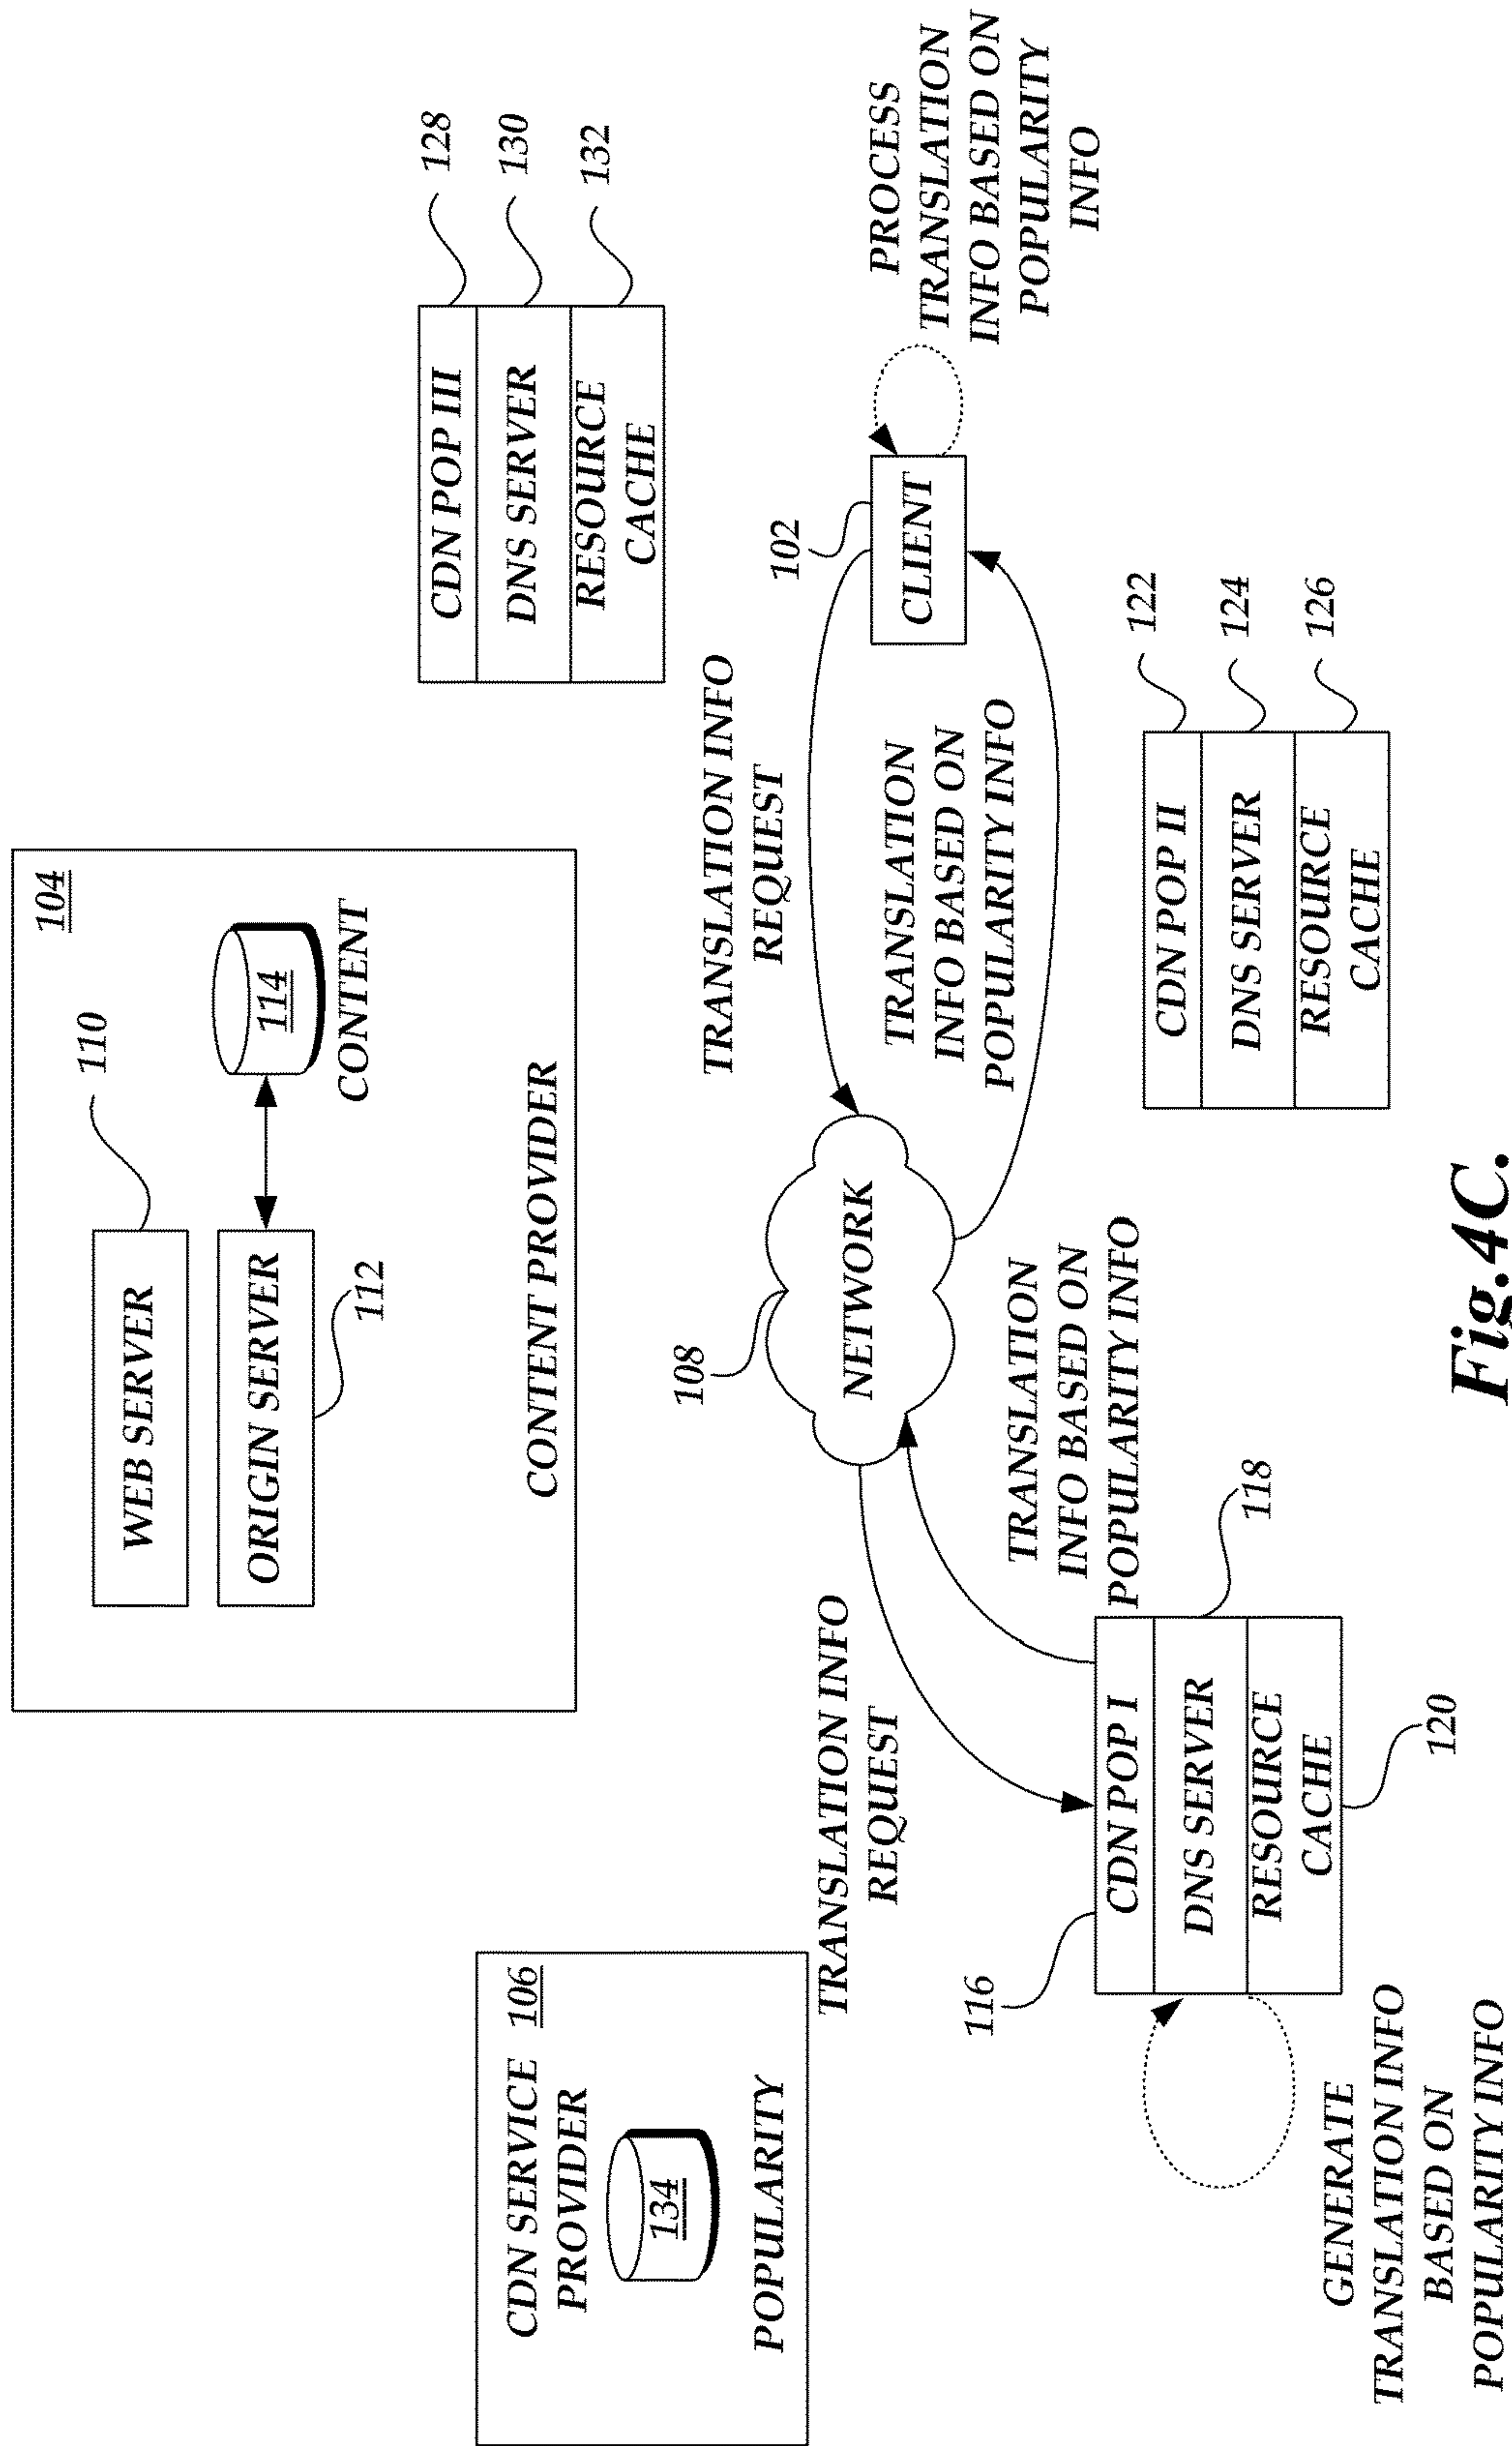 104
WEB SERVER
110
ORIGIN SERVER
112
114
CONTENT
CONTENT PROVIDER
CDN SERVICE
PROVIDER
106
134
POPULARITY
CDN POP III
DNS SERVER
RESOURCE
CACHE
128
130
132
TRANSLATION INFO
REQUEST
108
NETWORK
TRANSLATION INFO
REQUEST
102
CLIENT
PROCESS
TRANSLATION
INFO BASED ON
POPULARITY
INFO
TRANSLATION
INFO BASED ON
POPULARITY INFO
TRANSLATION
INFO BASED ON
POPULARITY INFO
116
CDN POP I
DNS SERVER
RESOURCE
CACHE
118
120
GENERATE
TRANSLATION INFO
BASED ON
POPULARITY INFO
CDN POP II
DNS SERVER
RESOURCE
CACHE
122
124
126
Fig.4C.